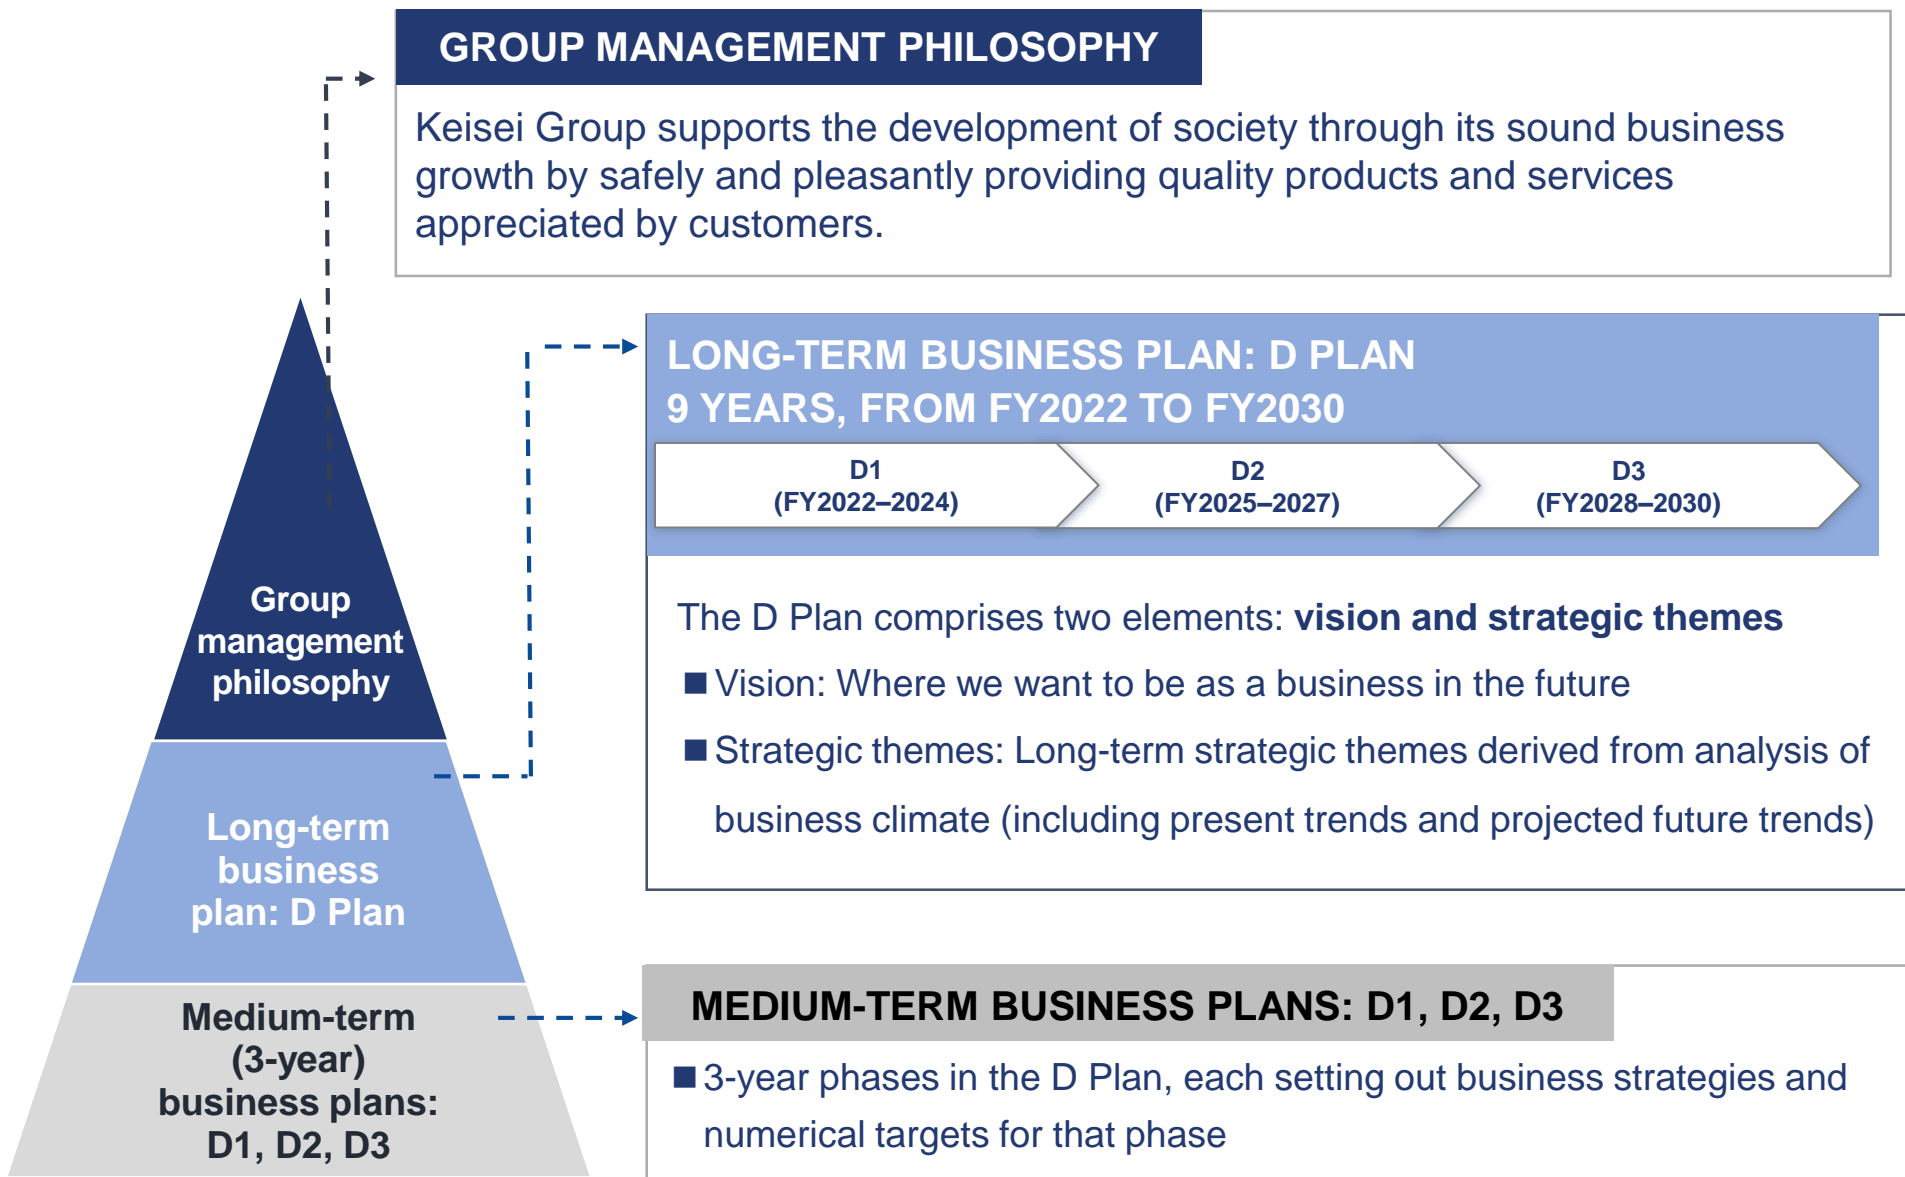 GROUP MANAGEMENT PHILOSOPHY
Keisei Group supports the development of society through its sound business
growth by safely and pleasantly providing quality products and services
appreciated by customers.
Group
management
philosophy
Long-term
business
plan: D Plan
Medium-term
(3-year)
business plans:
D1, D2, D3
LONG-TERM BUSINESS PLAN: D PLAN
9 YEARS, FROM FY2022 TO FY2030
D1
(FY2022–2024)
D2
(FY2025–2027)
D3
(FY2028–2030)
The D Plan comprises two elements: vision and strategic themes
■ Vision: Where we want to be as a business in the future
■ Strategic themes: Long-term strategic themes derived from analysis of
business climate (including present trends and projected future trends)
MEDIUM-TERM BUSINESS PLANS: D1, D2, D3
■ 3-year phases in the D Plan, each setting out business strategies and
numerical targets for that phase